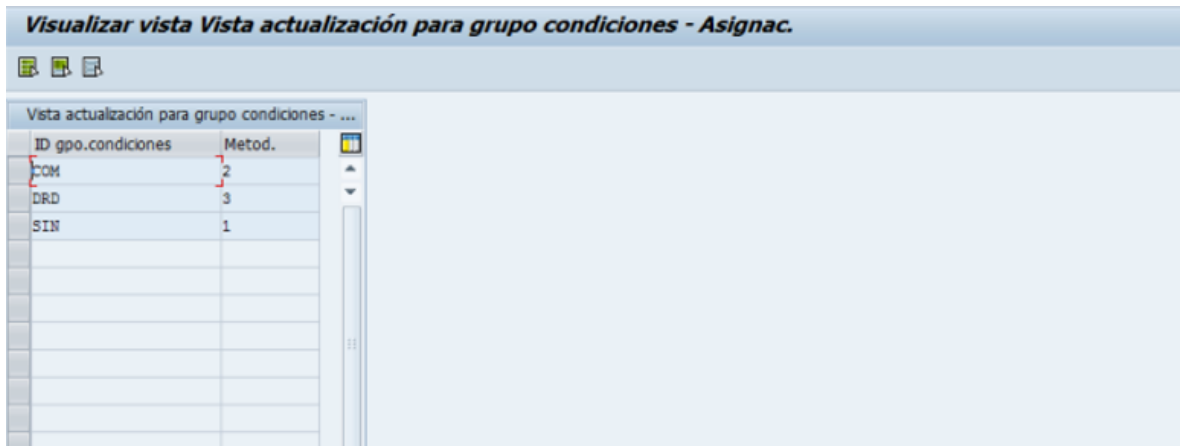 Visualizar vista Vista actualización para grupo condiciones - Asignac.
Vista actualización para grupo condiciones - ...
ID gpo.condiciones Metod.
COM 2
DRD 3
SIN 1